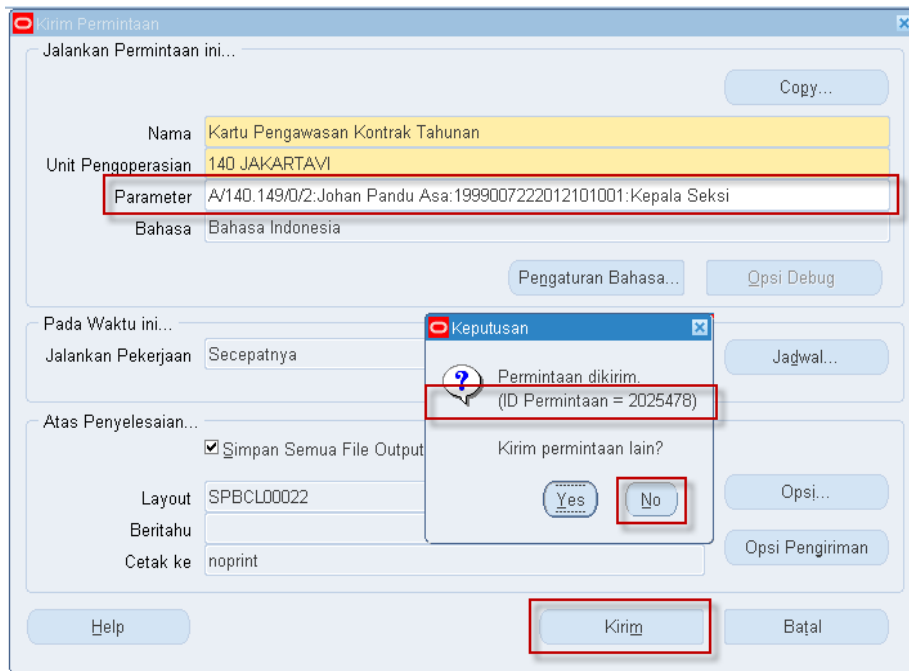 Kirim Permintaan
Jalankan Permintaan ini...
Copy...
Nama Kartu Pengawasan Kontrak Tahunan
Unit Pengoperasian 140 JAKARTAVI
Parameter A/140.149/0/2:Johan Pandu Asa:1999007222012101001:Kepala Seksi
Bahasa Bahasa Indonesia
Pengaturan Bahasa... Opsi Debug
Pada Waktu ini...
Jalankan Pekerjaan Secepatnya
Jadwal...
Keputusan
Permintaan dikirim.
(ID Permintaan = 2025478)
Kirim permintaan lain?
Yes No
Atas Penyelesaian...
Simpan Semua File Output
Layout SPBCL00022
Opsi...
Beritahu
Cetak ke noprint
Opsi Pengiriman
Help Kirim Batal